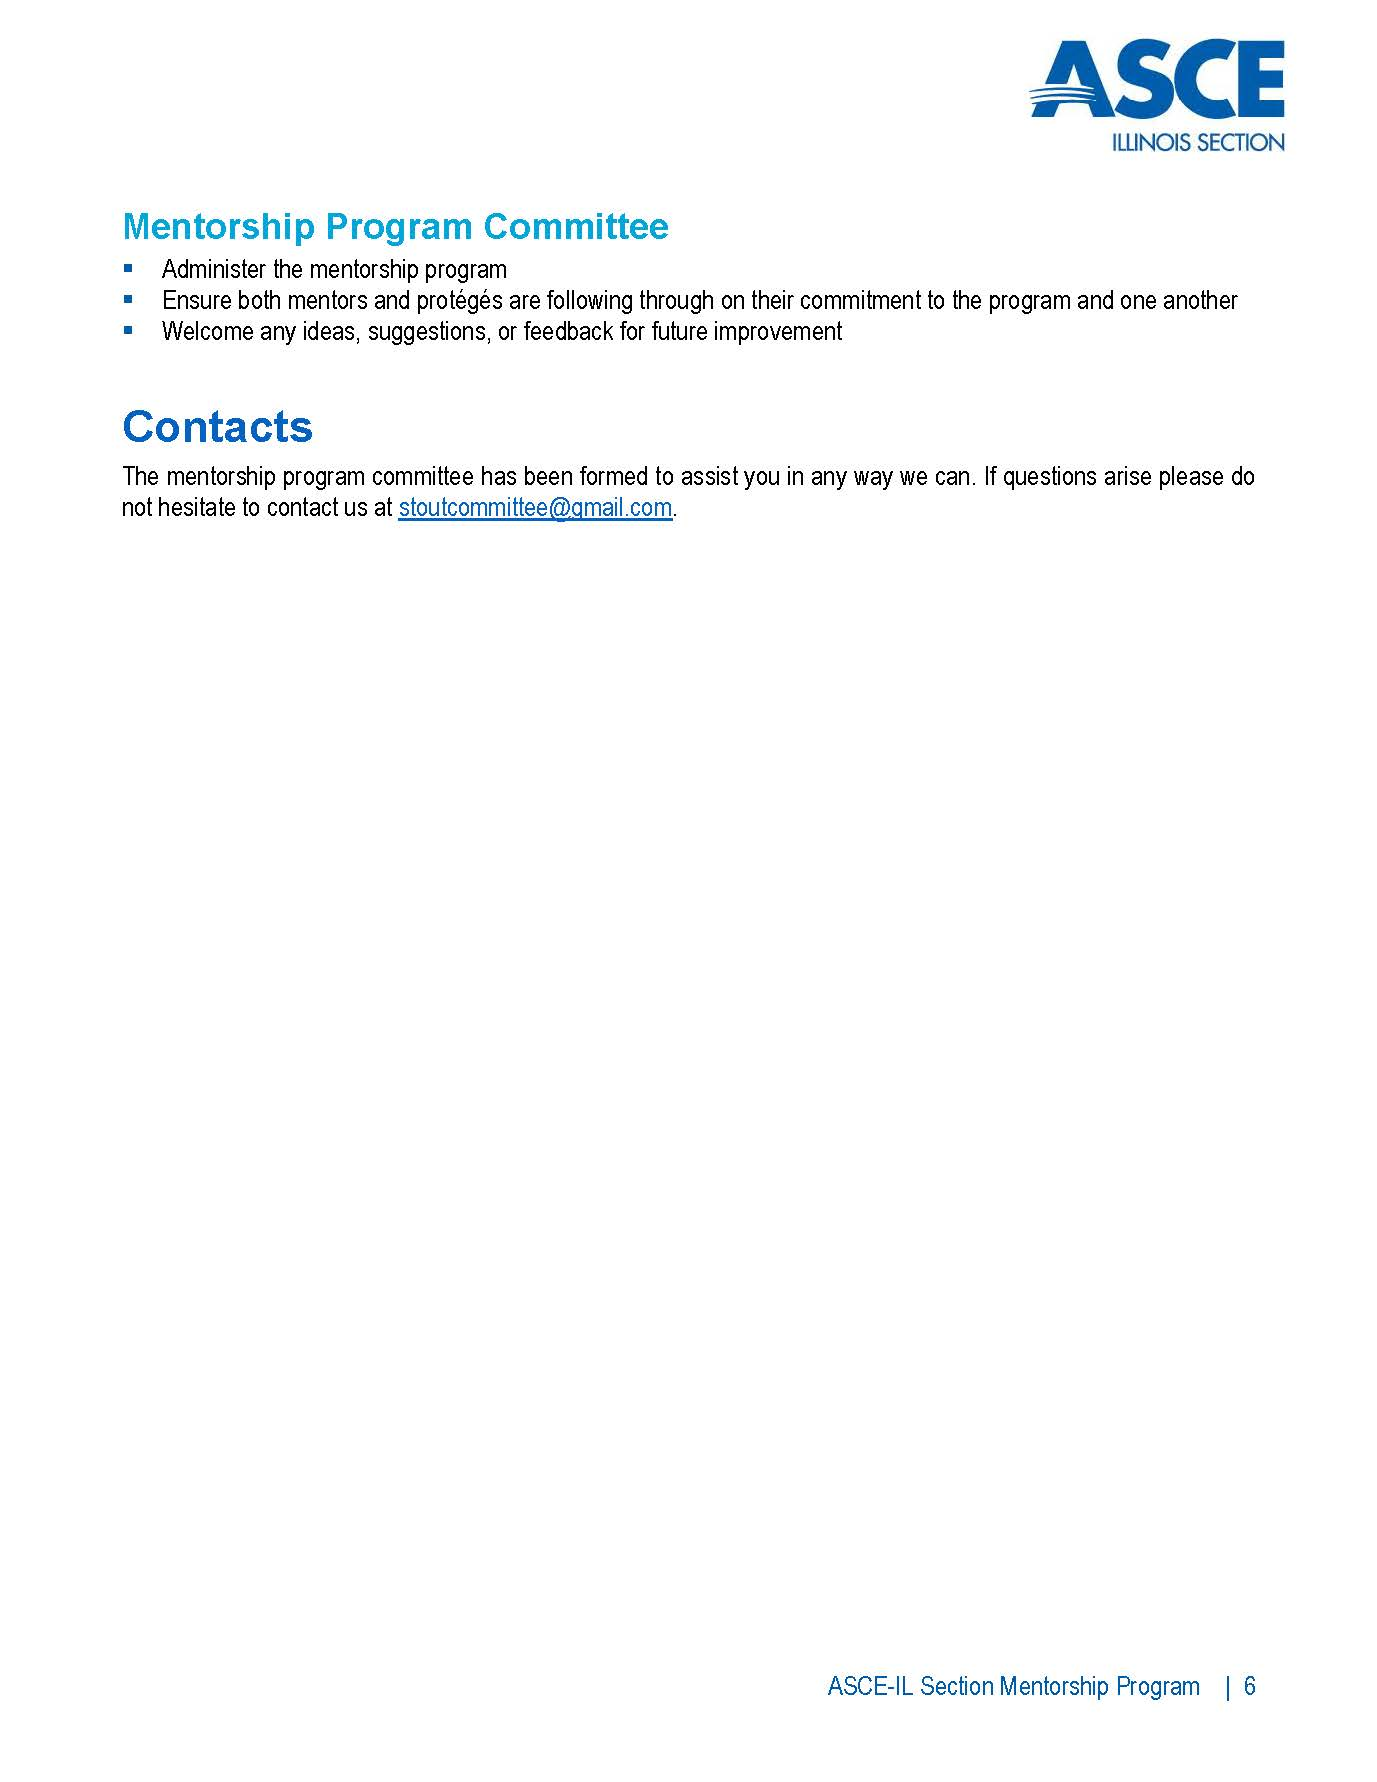 ASCE
ILLINOIS SECTION
Mentorship Program Committee
▪ Administer the mentorship program
▪ Ensure both mentors and protégés are following through on their commitment to the program and one another
▪ Welcome any ideas, suggestions, or feedback for future improvement
Contacts
The mentorship program committee has been formed to assist you in any way we can. If questions arise please do
not hesitate to contact us at stoutcommittee@gmail.com.
ASCE-IL Section Mentorship Program | 6